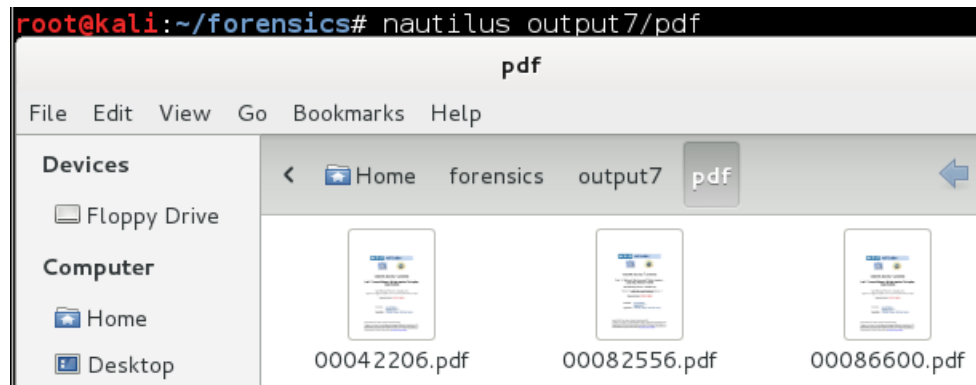 root@kali:~/forensics# nautilus output7/pdf
pdf
File Edit View Go Bookmarks Help
Devices
Floppy Drive
Computer
Home
Desktop
Home forensics output7 pdf
00042206.pdf 00082556.pdf 00086600.pdf